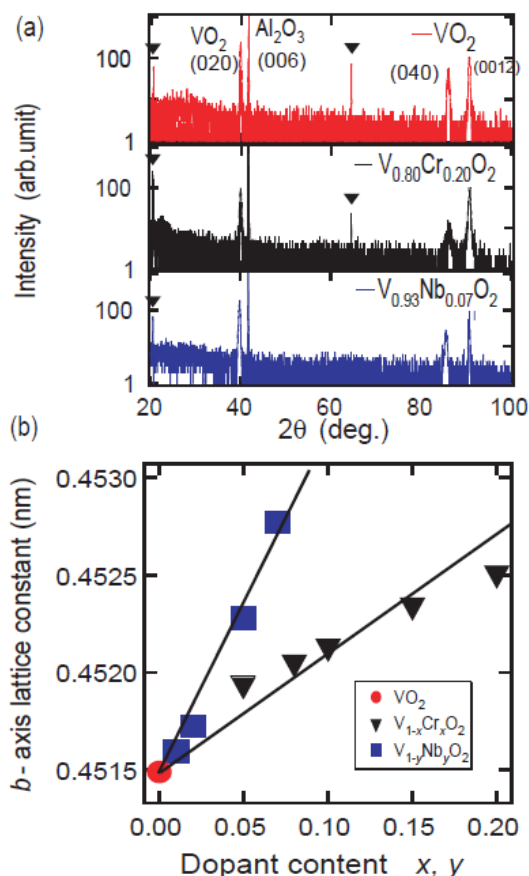 (a)
VO2
(020)
Al2O3
(006)
VO2
(040)
(0012)
100
1
V0.80Cr0.20O2
100
1
V0.93Nb0.07O2
100
1
Intensity (arb.umit)
20 40 60 80 100
2θ (deg.)
(b)
0.4530
0.4525
0.4520
0.4515
b- axis lattice constant (nm)
VO2
V1-xCrxO2
V1-yNbyO2
0.00 0.05 0.10 0.15 0.20
Dopant content x, y